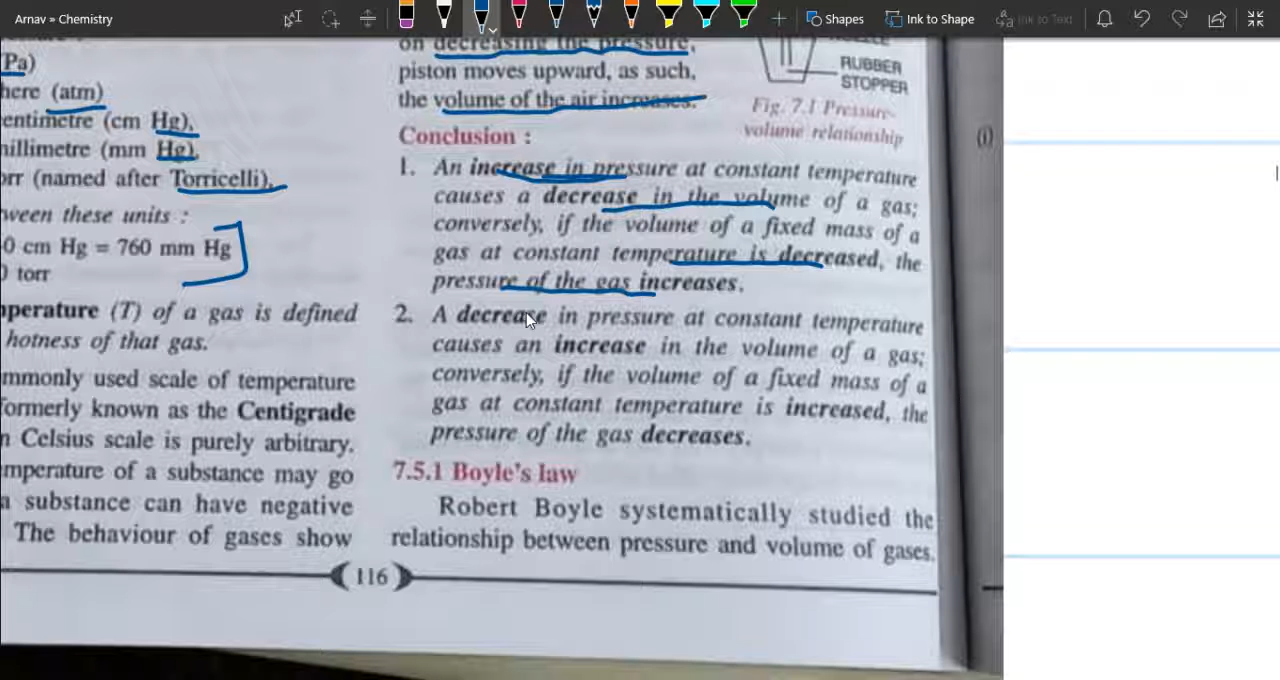 Arnav » Chemistry
Shapes
Ink to Shape
Ink to Text
Pa)
here (atm)
entimetre (cm Hg),
millimetre (mm Hg),
orr (named after Torricelli).
ween these units :
0 cm Hg = 760 mm Hg
torr
perature (T) of a gas is defined
hotness of that gas.
mmonly used scale of temperature
formerly known as the Centigrade
n Celsius scale is purely arbitrary.
mperature of a substance may go
a substance can have negative
The behaviour of gases show
on decreasing the pressure,
piston moves upward, as such,
the volume of the air increases.
RUBBER
STOPPER
Fig. 7.1 Pressure-
volume relationship
Conclusion :
1. An increase in pressure at constant temperature
causes a decrease in the volume of a gas;
conversely, if the volume of a fixed mass of a
gas at constant temperature is decreased, the
pressure of the gas increases.
2. A decrease in pressure at constant temperature
causes an increase in the volume of a gas;
conversely, if the volume of a fixed mass of a
gas at constant temperature is increased, the
pressure of the gas decreases.
7.5.1 Boyle's law
Robert Boyle systematically studied the
relationship between pressure and volume of gases.
116
(i)